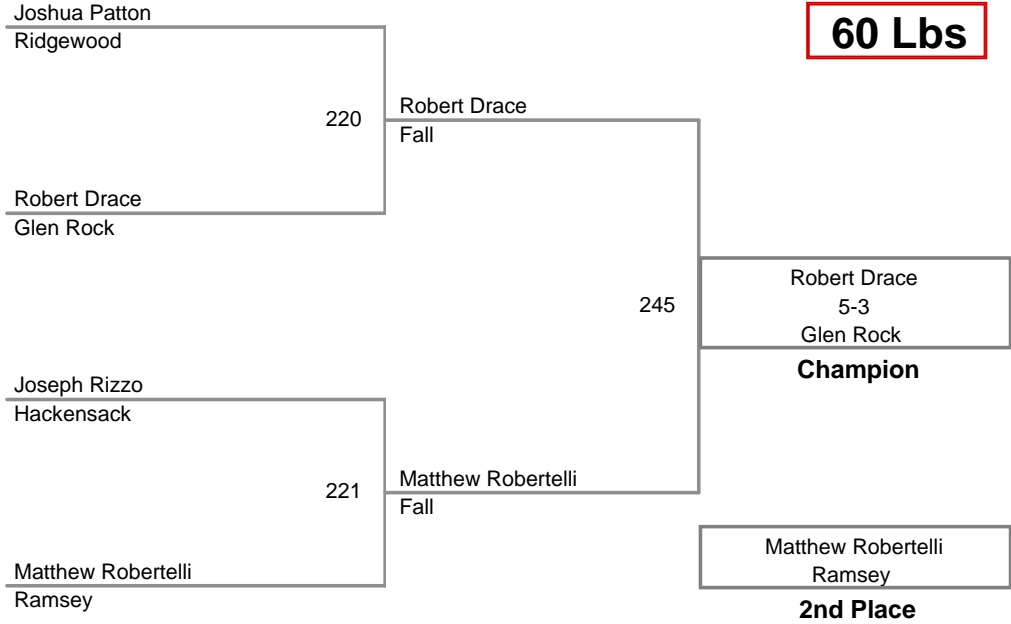 Joshua Patton
Ridgewood
60 Lbs
220
Robert Drace
Fall
Robert Drace
Glen Rock
245
Robert Drace
5-3
Glen Rock
Champion
Joseph Rizzo
Hackensack
221
Matthew Robertelli
Fall
Matthew Robertelli
Ramsey
Matthew Robertelli
Ramsey
2nd Place